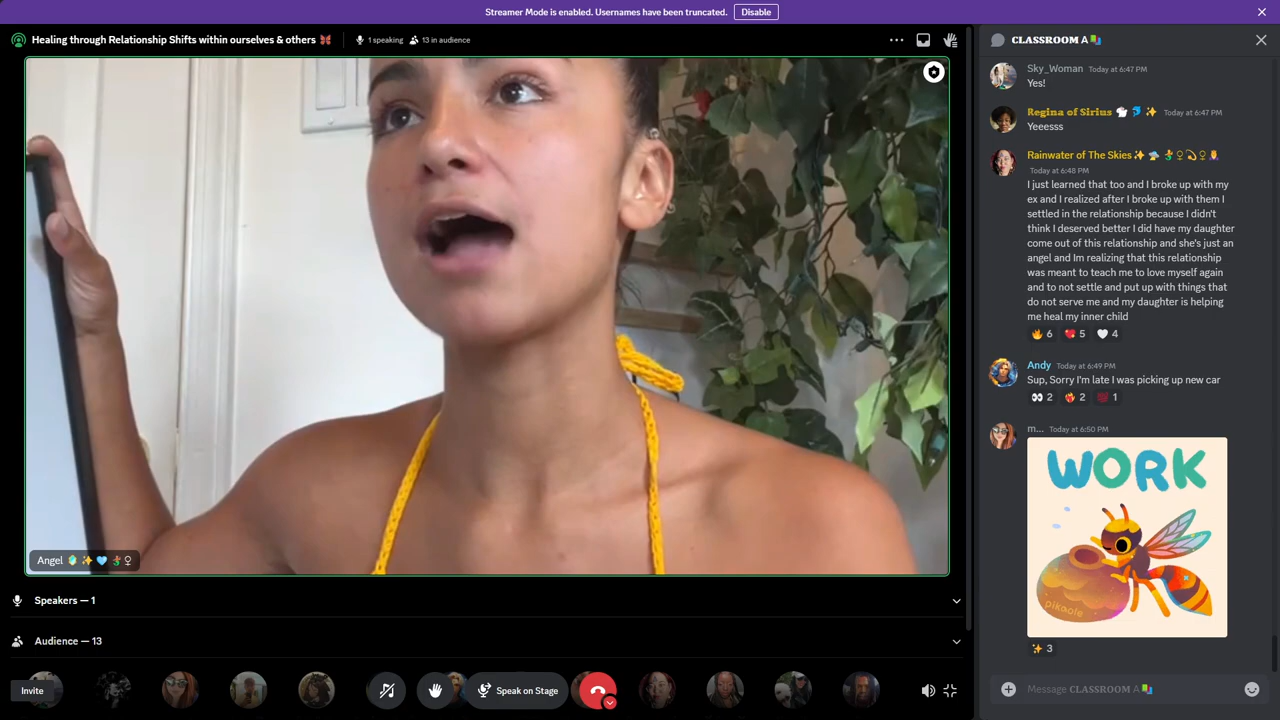 Streamer Mode is enabled. Usernames have been truncated. Disable
Healing through Relationship Shifts within ourselves & others
1 speaking 13 in audience
Angel
Speakers — 1
Audience — 13
Invite
Speak on Stage
CLASSROOM A
Sky_Woman Today at 6:47 PM
Yes!
Regina of Sirius Today at 6:47 PM
Yeeesss
Rainwater of The Skies
Today at 6:48 PM
I just learned that too and I broke up with my
ex and I realized after I broke up with them I
settled in the relationship because I didn't
think I deserved better I did have my daughter
come out of this relationship and she's just an
angel and Im realizing that this relationship
was meant to teach me to love myself again
and to not settle and put up with things that
do not serve me and my daughter is helping
me heal my inner child
6 5 4
Andy Today at 6:49 PM
Sup, Sorry I'm late I was picking up new car
2 2 1
m... Today at 6:50 PM
WORK
pikaole
3
Message CLASSROOM A